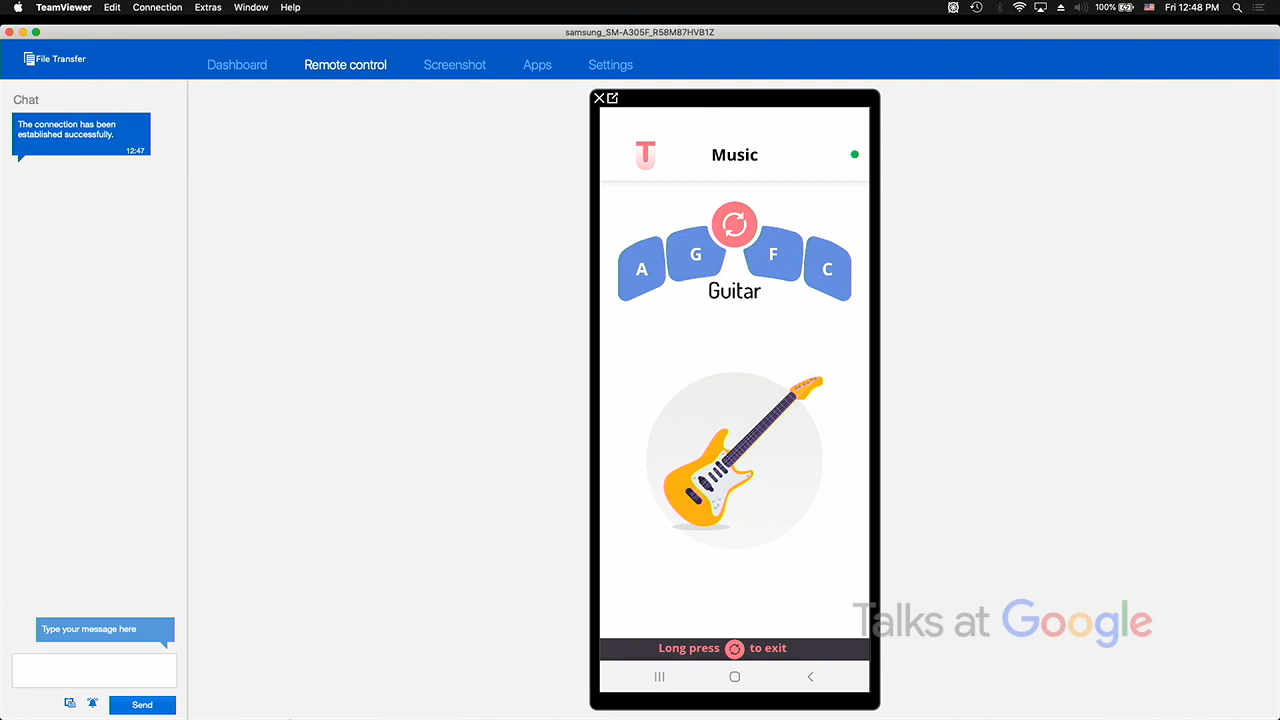 TeamViewer Edit Connection Extras Window Help
100% Fri 12:48 PM
samsung_SM-A305F_R58M87HVB1Z
File Transfer
Dashboard Remote control Screenshot Apps Settings
Chat
The connection has been
established successfully.
12:47
T
Music
A G F C
Guitar
Talks at Google
Type your message here
Long press to exit
Send